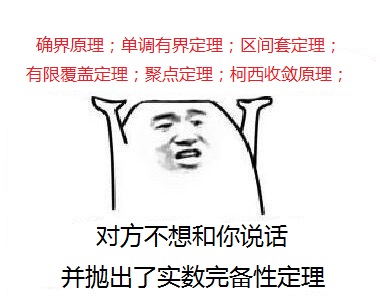 确界原理；单调有界定理；区间套定理；
有限覆盖定理；聚点定理；柯西收敛原理；
对方不想和你说话
并抛出了实数完备性定理